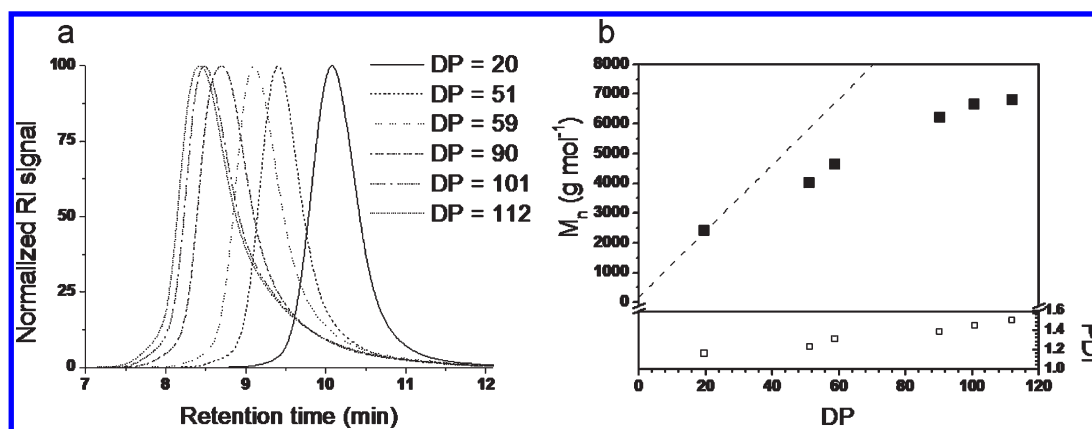 a
Normalized RI signal
100
75
50
25
0
7 8 9 10 11 12
Retention time (min)
DP = 20
DP = 51
DP = 59
DP = 90
DP = 101
DP = 112
b
Mn (g mol-1)
8000
7000
6000
5000
4000
3000
2000
1000
0
1.6
1.4
1.2
1.0
PDI
0 20 40 60 80 100 120
DP